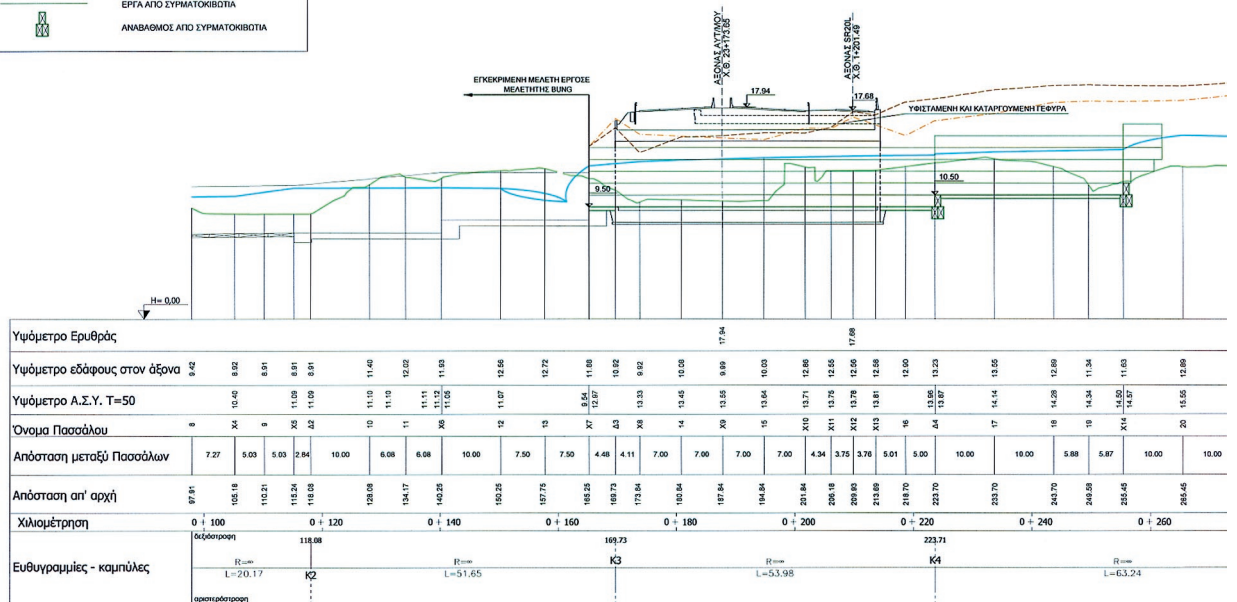 ΕΡΓΑ ΑΠΟ ΣΥΡΜΑΤΟΚΙΒΩΤΙΑ
ΑΝΑΒΑΘΜΟΣ ΑΠΟ ΣΥΡΜΑΤΟΚΙΒΩΤΙΑ
ΑΞΟΝΑΣ ΑΥΤ/ΜΟΥ
Χ.Θ. 23+173.65
ΑΞΟΝΑΣ SR20L
Χ.Θ. 1+201.49
ΕΓΚΕΚΡΙΜΕΝΗ ΜΕΛΕΤΗ ΕΡΓΟΣΕ
ΜΕΛΕΤΗΤΗΣ BUNG
17.94
17.68
ΥΦΙΣΤΑΜΕΝΗ ΚΑΙ ΚΑΤΑΡΓΟΥΜΕΝΗ ΓΕΦΥΡΑ
9.50
10.50
H= 0,00
Υψόμετρο Ερυθράς 17.94 17.68
Υψόμετρο εδάφους στον άξονα 9.42 8.92 8.91 8.91 8.91 11.40 12.02 11.93 12.56 12.72 11.88 10.92 9.92 10.08 9.99 10.03 12.86 12.55 12.56 12.58 12.90 13.23 13.55 12.89 11.34 11.63 12.89
Υψόμετρο Α.Σ.Υ. Τ=50 10.40 11.09 11.09 11.10 11.10 11.11 11.12 11.05 11.07 9.54 12.97 13.33 13.45 13.55 13.64 13.71 13.75 13.78 13.81 13.96 13.87 14.14 14.28 14.34 14.50 14.57 15.55
Όνομα Πασσάλου 8 X4 9 X5 Δ2 10 11 X6 12 13 X7 Δ3 X8 14 X9 15 X10 X11 X12 X13 16 Δ4 17 18 19 X14 20
Απόσταση μεταξύ Πασσάλων 7.27 5.03 5.03 2.84 10.00 6.08 6.08 10.00 7.50 7.50 4.48 4.11 7.00 7.00 7.00 7.00 4.34 3.75 3.76 5.01 5.00 10.00 10.00 5.88 5.87 10.00 10.00
Απόσταση απ' αρχή 97.91 105.18 110.21 115.24 118.08 128.08 134.17 140.25 150.25 157.75 165.25 169.73 173.84 180.84 187.84 194.84 201.84 206.18 209.93 213.69 218.70 223.70 233.70 243.70 249.58 255.45 265.45
Χιλιομέτρηση 0 + 100 0 + 120 0 + 140 0 + 160 0 + 180 0 + 200 0 + 220 0 + 240 0 + 260
δεξιόστροφη
118.08 169.73 223.71
Ευθυγραμμίες - καμπύλες
R=∞ R=∞ K3 R=∞ K4 R=∞
L=20.17 K2 L=51.65 L=53.98 L=63.24
αριστερόστροφη